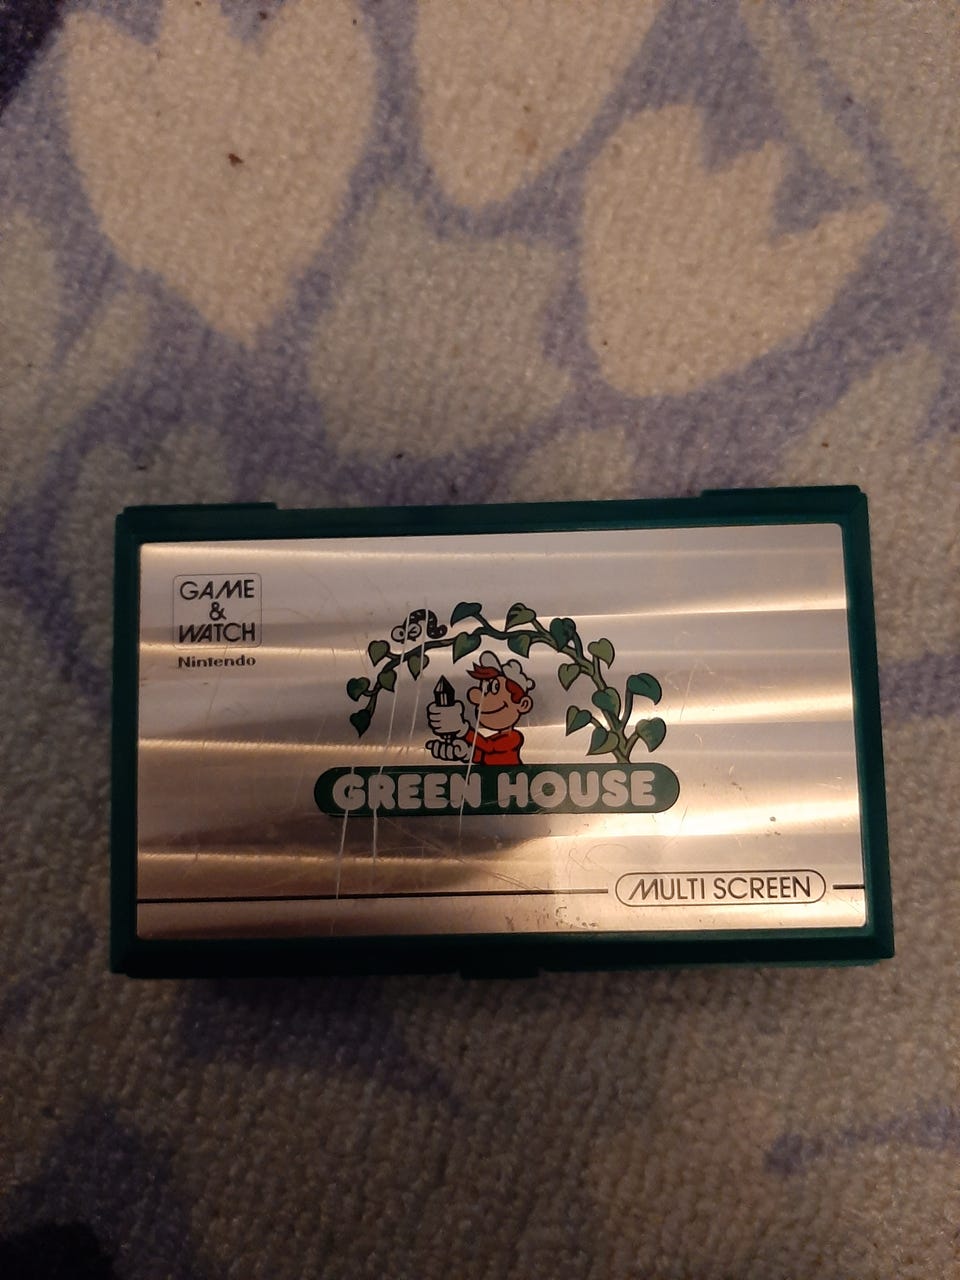 GAME
&
WATCH
Nintendo
GREEN HOUSE
MULTI SCREEN